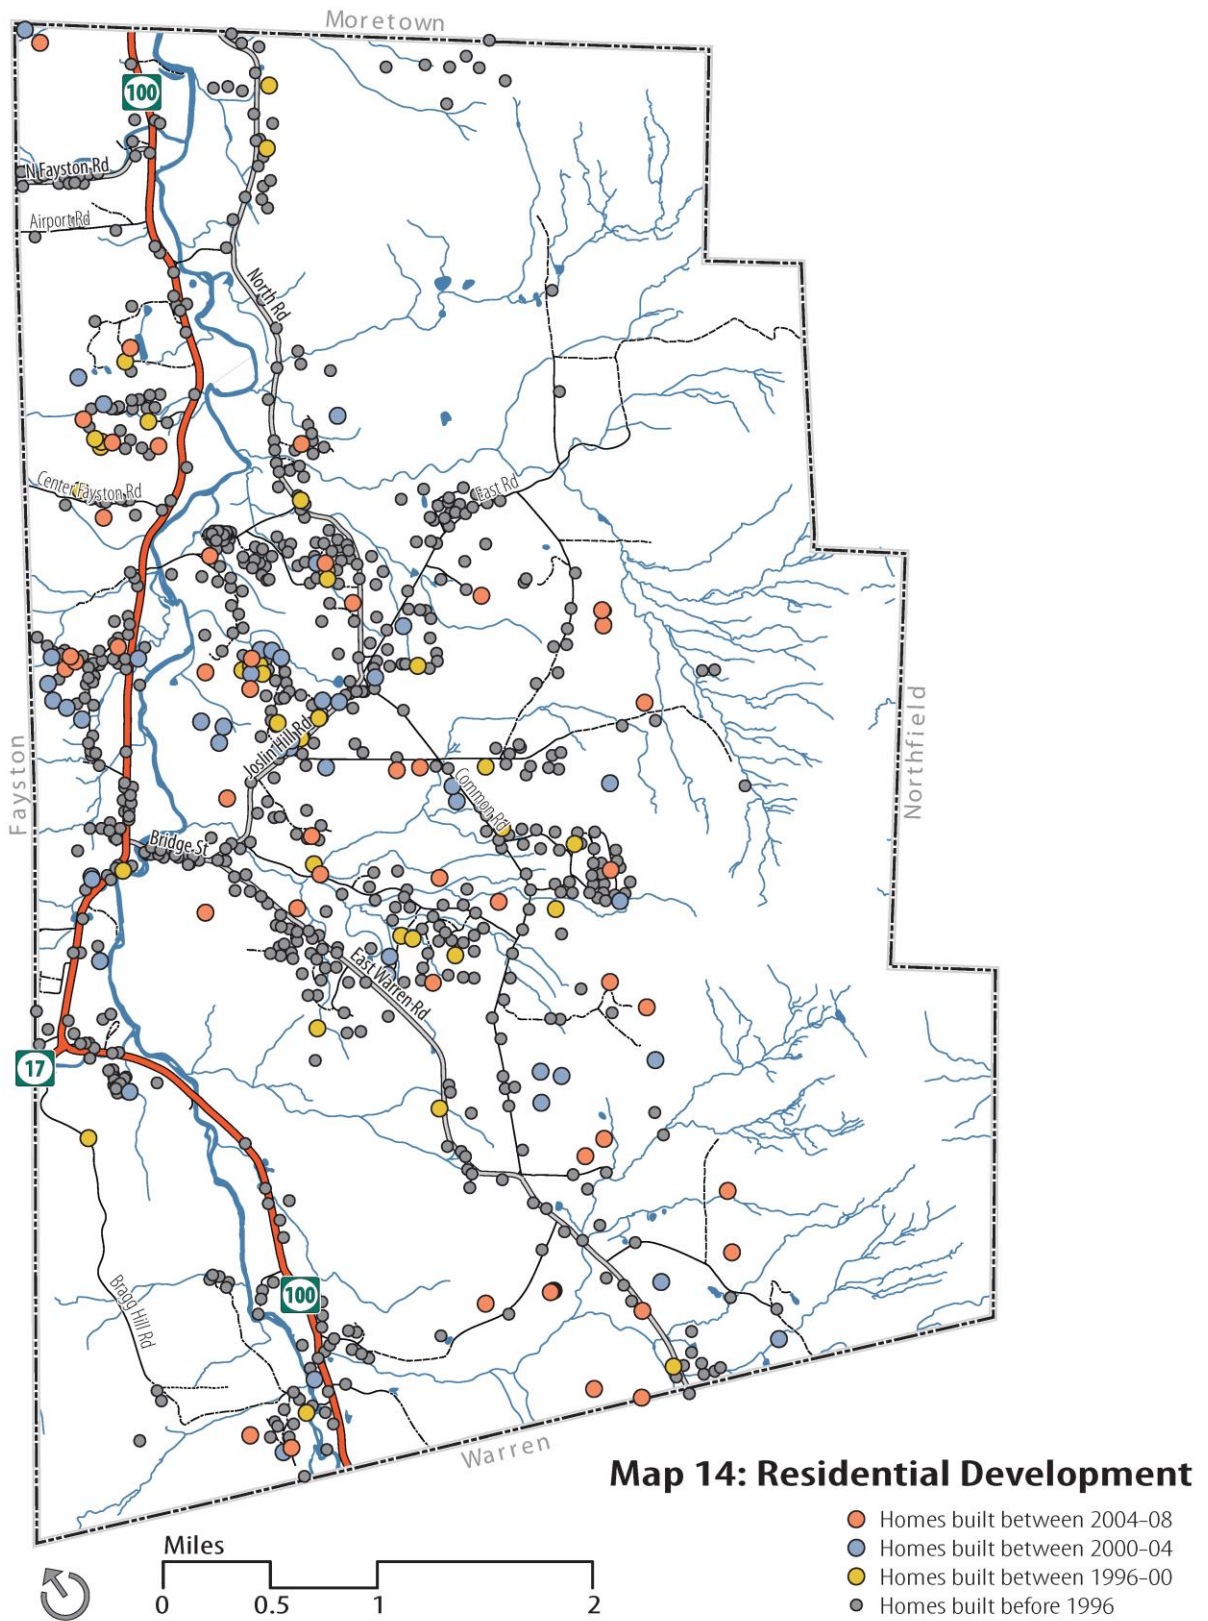 Moretown
100
N Fayston Rd
Airport Rd
North Rd
Center Fayston Rd
East Rd
Fayston
Northfield
Joslin Hill Rd
Common Rd
Bridge St
East Warren Rd
17
100
Bragg Hill Rd
Warren
Map 14: Residential Development
Homes built between 2004-08
Homes built between 2000-04
Homes built between 1996-00
Homes built before 1996
Miles
0 0.5 1 2